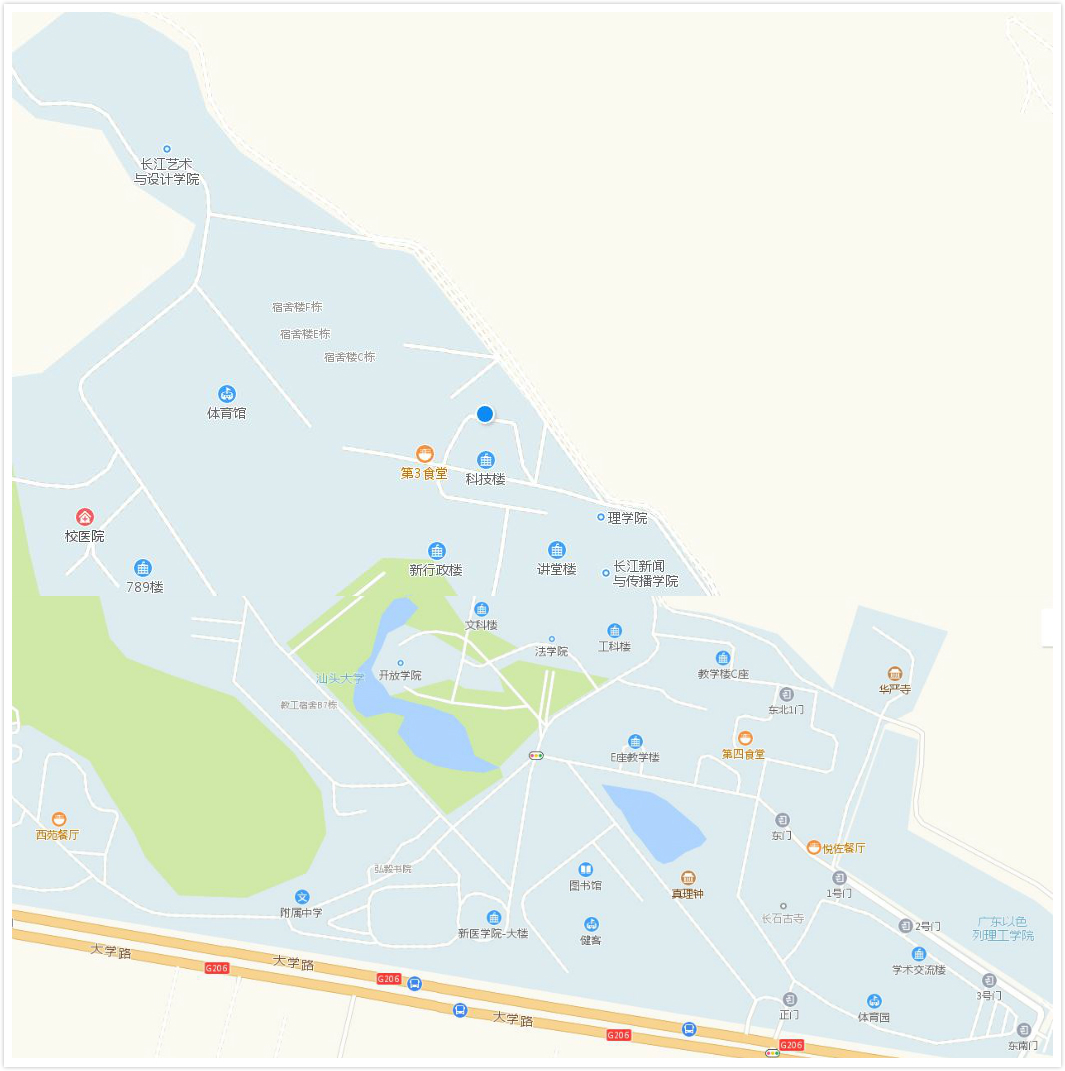 长江艺术
与设计学院
宿舍楼F栋
宿舍楼E栋
宿舍楼C栋
体育馆
第3食堂
科技楼
理学院
校医院
新行政楼
讲堂楼
长江新闻
与传播学院
789楼
文科楼
工科楼
法学院
汕头大学
开放学院
教学楼C座
华严寺
教工宿舍B7栋
东北1门
E座教学楼
第四食堂
西苑餐厅
东门
悦佐餐厅
弘毅书院
图书馆
真理钟
1号门
附属中学
长石古寺
2号门
广东以色
列理工学院
新医学院-大楼
健客
大学路
大学路
G206
G206
学术交流楼
3号门
正门
体育园
大学路
G206
G206
东南门